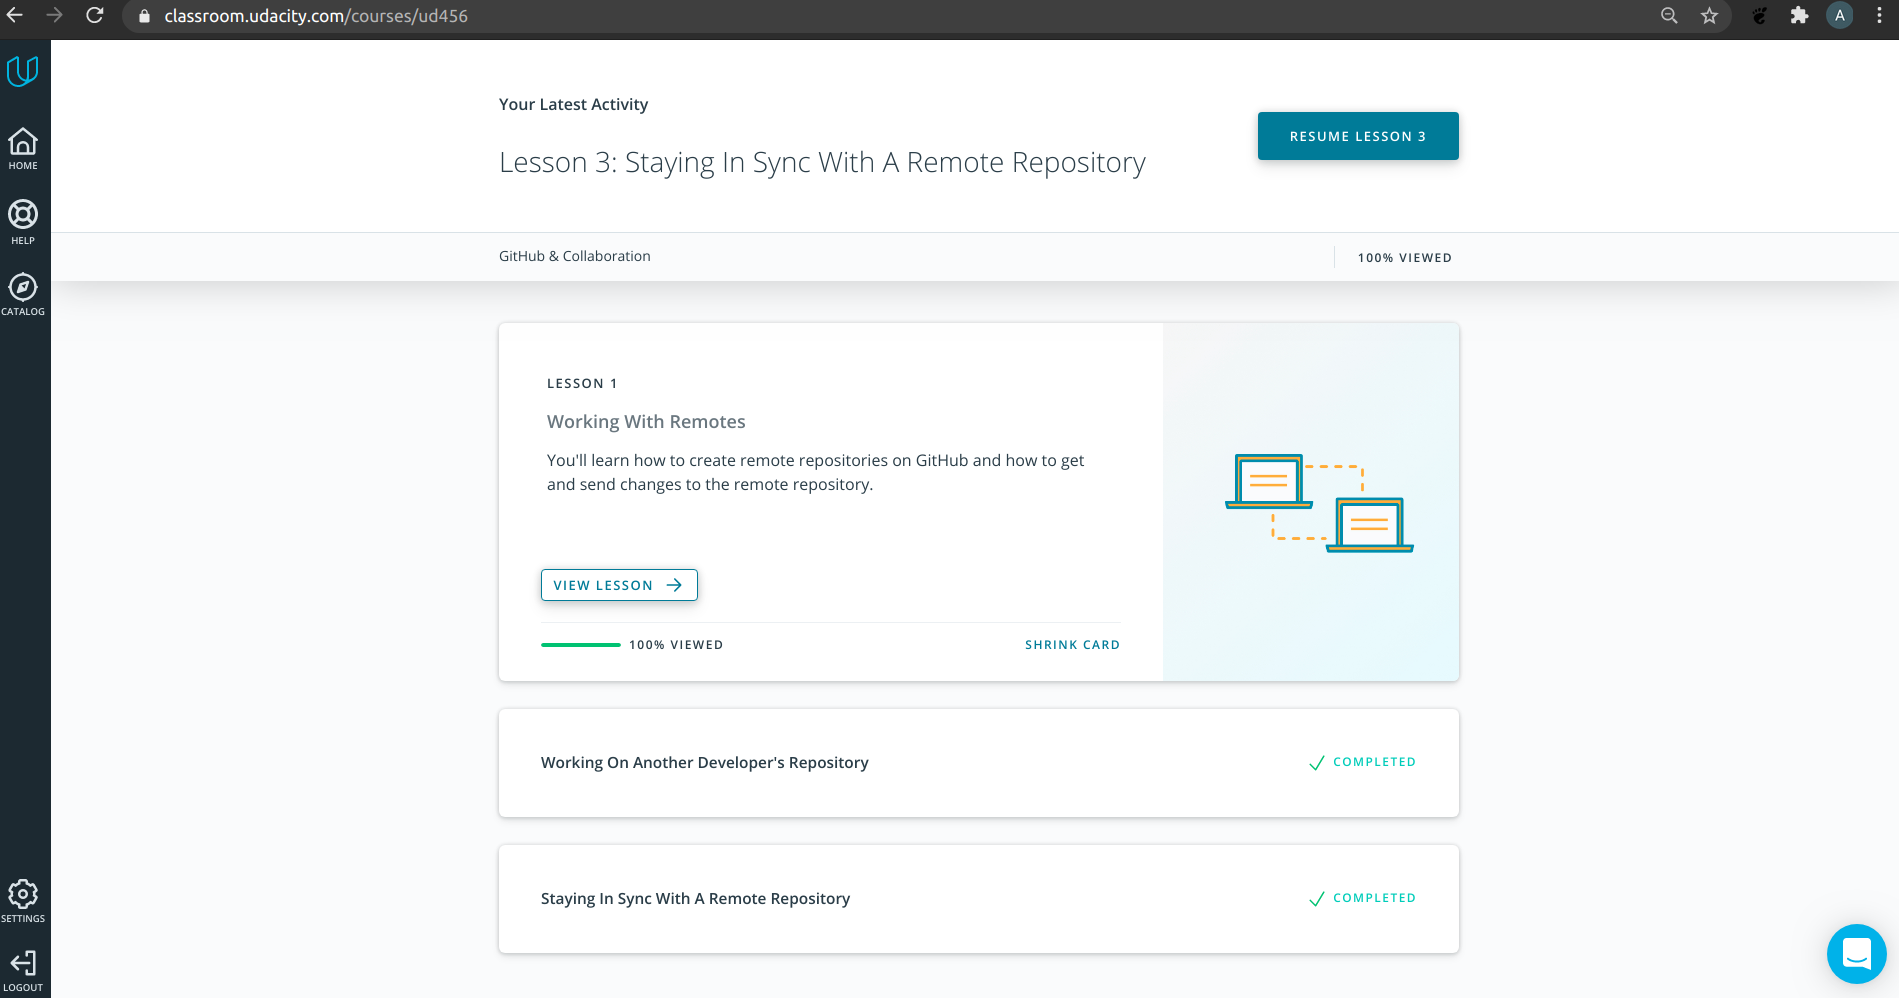 classroom.udacity.com/courses/ud456
A
HOME
HELP
CATALOG
SETTINGS
LOGOUT
Your Latest Activity
Lesson 3: Staying In Sync With A Remote Repository
RESUME LESSON 3
GitHub & Collaboration
100% VIEWED
LESSON 1
Working With Remotes
You'll learn how to create remote repositories on GitHub and how to get
and send changes to the remote repository.
VIEW LESSON
100% VIEWED
SHRINK CARD
Working On Another Developer's Repository
COMPLETED
Staying In Sync With A Remote Repository
COMPLETED